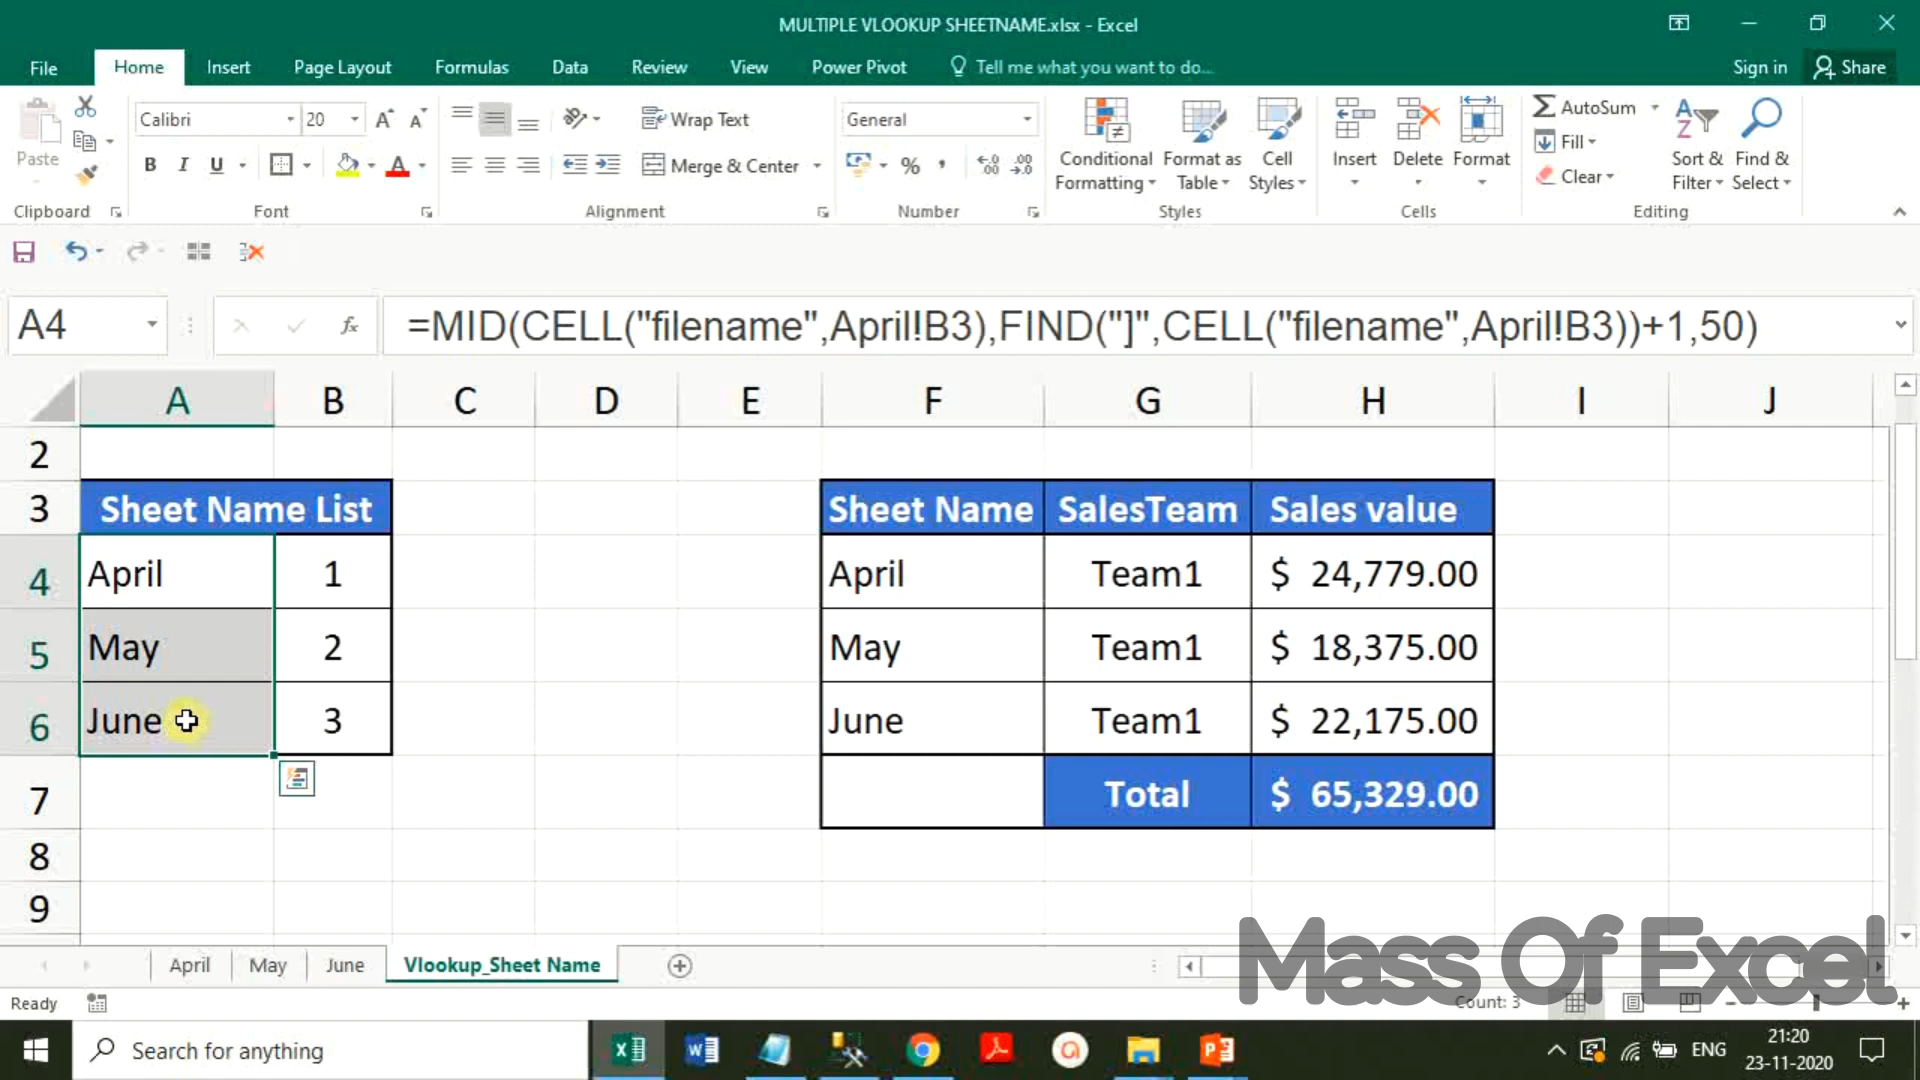 MULTIPLE VLOOKUP SHEETNAME.xlsx - Excel
File Home Insert Page Layout Formulas Data Review View Power Pivot Tell me what you want to do... Sign in Share
Paste
Clipboard
Calibri 20
B I U
Font
Wrap Text
Merge & Center
Alignment
General
%
Number
Conditional Formatting
Format as Table
Cell Styles
Styles
Insert Delete Format
Cells
AutoSum
Fill
Clear
Sort & Filter
Find & Select
Editing
A4 fx =MID(CELL("filename",April!B3),FIND("]",CELL("filename",April!B3))+1,50)
A B C D E F G H I J
2
3 Sheet Name List Sheet Name SalesTeam Sales value
4 April 1 April Team1 $ 24,779.00
5 May 2 May Team1 $ 18,375.00
6 June 3 June Team1 $ 22,175.00
7 Total $ 65,329.00
8
9
April May June Vlookup_Sheet Name
Mass Of Excel
Ready Count: 3
Search for anything
ENG
21:20
23-11-2020